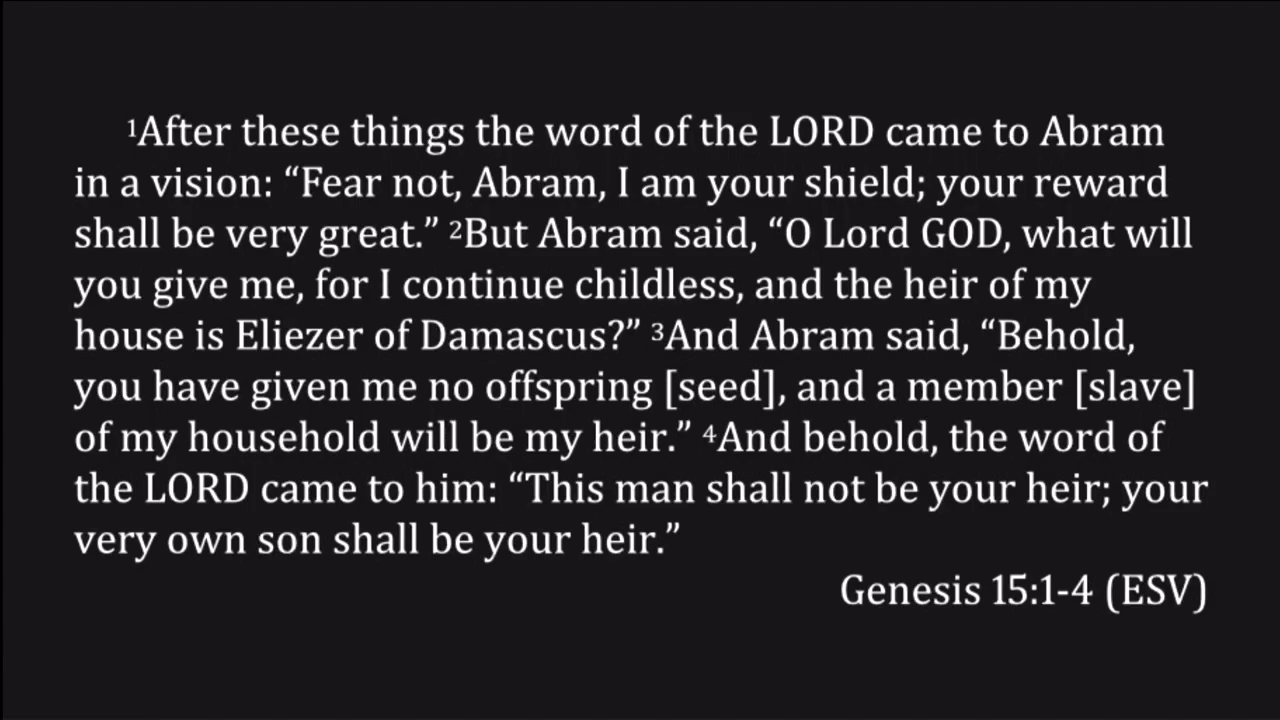 ¹After these things the word of the LORD came to Abram
in a vision: “Fear not, Abram, I am your shield; your reward
shall be very great.” ²But Abram said, “O Lord GOD, what will
you give me, for I continue childless, and the heir of my
house is Eliezer of Damascus?” ³And Abram said, “Behold,
you have given me no offspring [seed], and a member [slave]
of my household will be my heir.” ⁴And behold, the word of
the LORD came to him: “This man shall not be your heir; your
very own son shall be your heir.”
Genesis 15:1-4 (ESV)